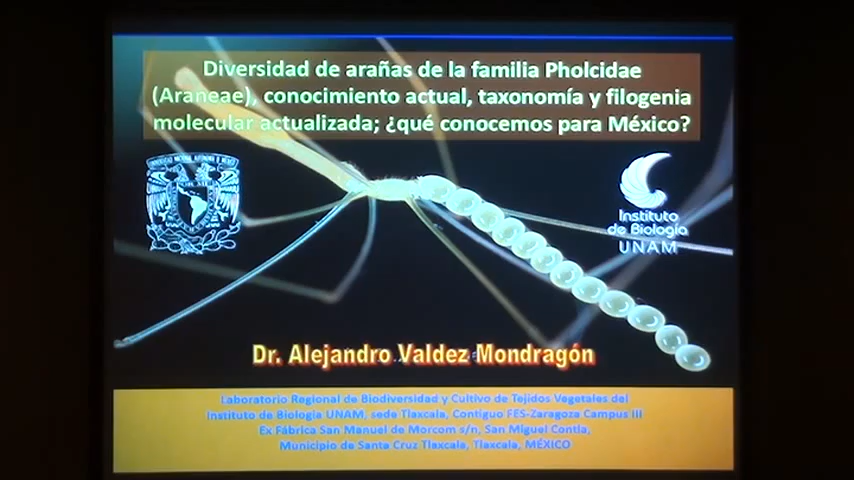 Diversidad de arañas de la familia Pholcidae
(Araneae), conocimiento actual, taxonomía y filogenia
molecular actualizada; ¿qué conocemos para México?
Instituto
de Biología
UNAM
Dr. Alejandro Valdez Mondragón
Laboratorio Regional de Biodiversidad y Cultivo de Tejidos Vegetales del
Instituto de Biología UNAM, sede Tlaxcala, Contiguo FES-Zaragoza Campus III
Ex Fábrica San Manuel de Morcom s/n, San Miguel Contla,
Municipio de Santa Cruz Tlaxcala, Tlaxcala, MÉXICO